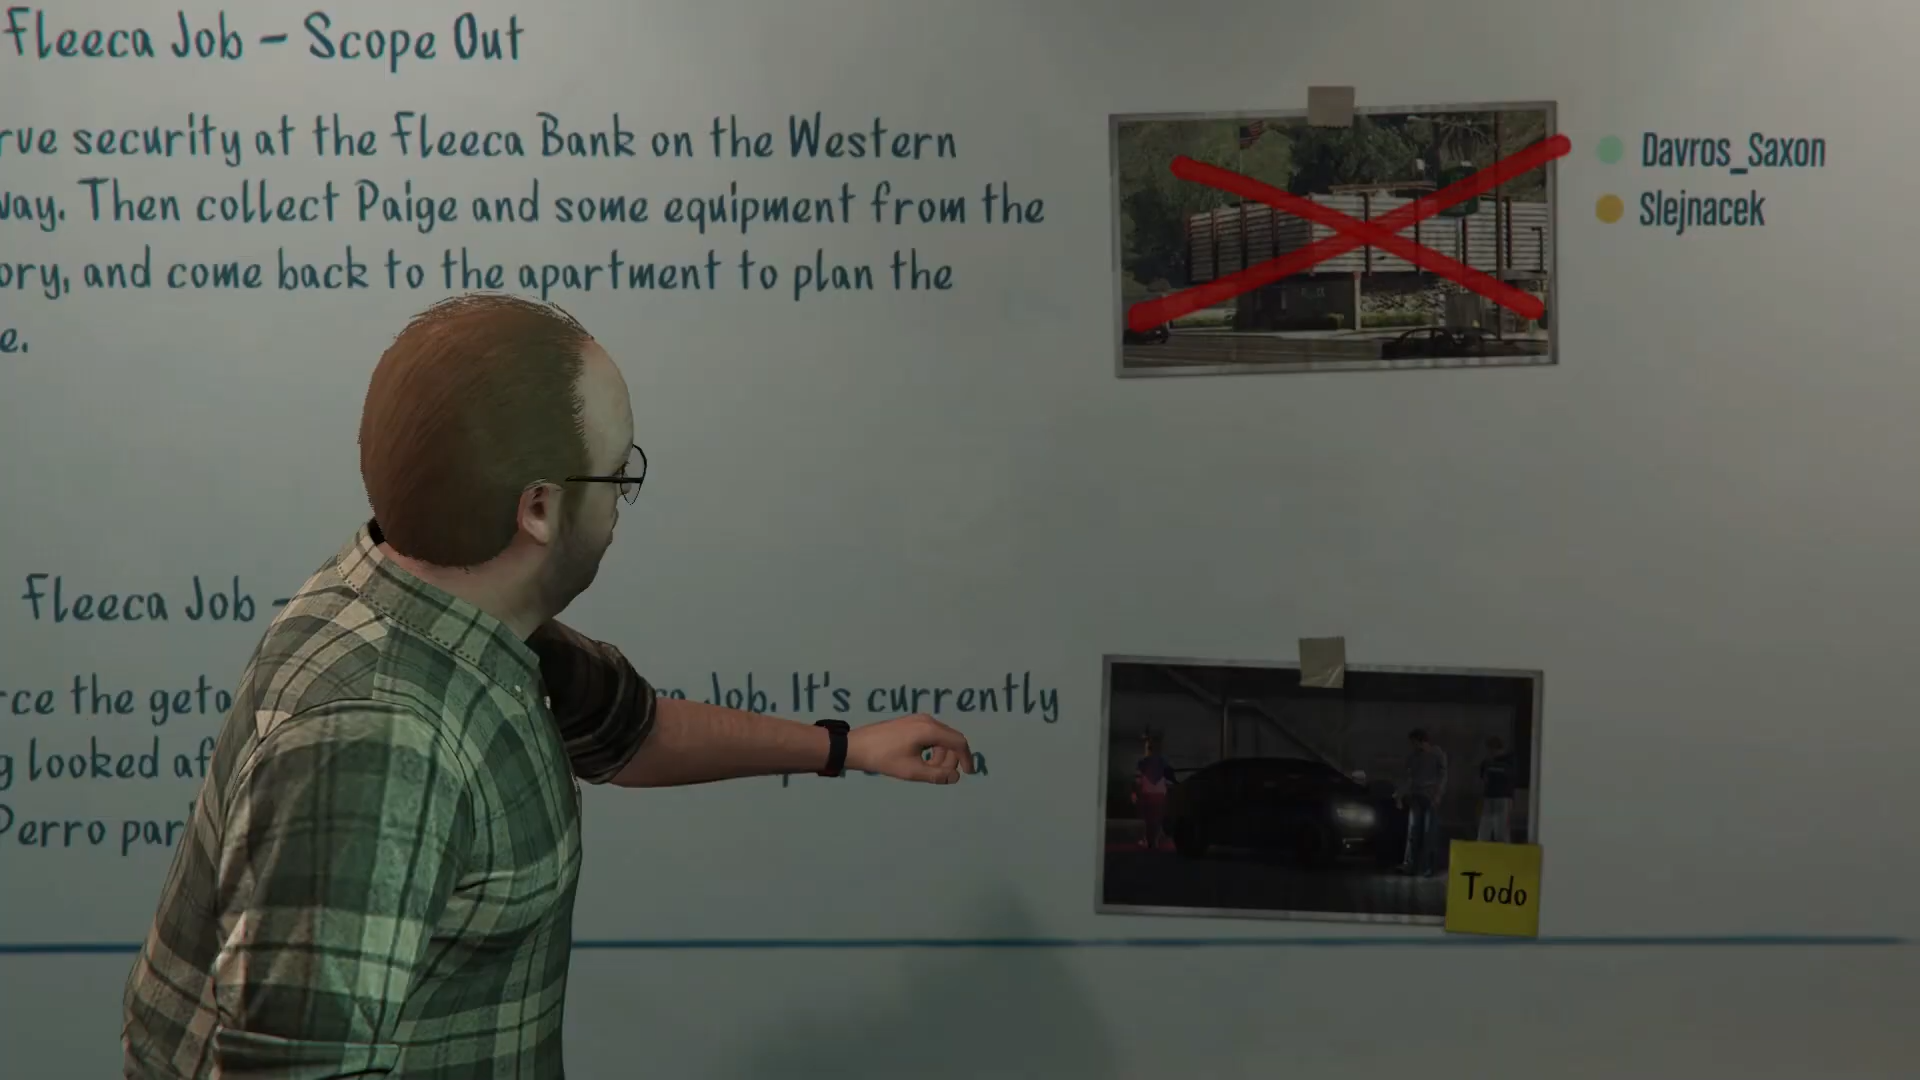 Fleeca Job - Scope Out
rve security at the Fleeca Bank on the Western
way. Then collect Paige and some equipment from the
ory, and come back to the apartment to plan the
e.
Davros_Saxon
Slejnacek
Fleeca Job -
rce the geta Job. It's currently
g looked af a
Perro par
Todo